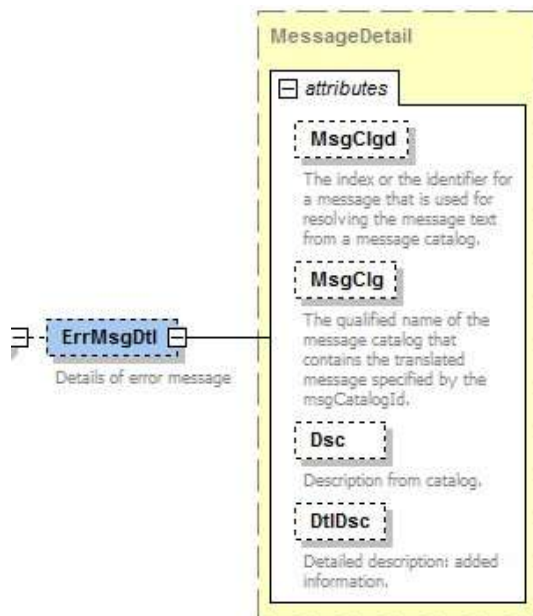 MessageDetail
attributes
MsgClgd
The index or the identifier for
a message that is used for
resolving the message text
from a message catalog.
MsgClg
The qualified name of the
message catalog that
contains the translated
message specified by the
msgCatalogId.
ErrMsgDtl
Details of error message
Dsc
Description from catalog.
DtlDsc
Detailed description: added
information.